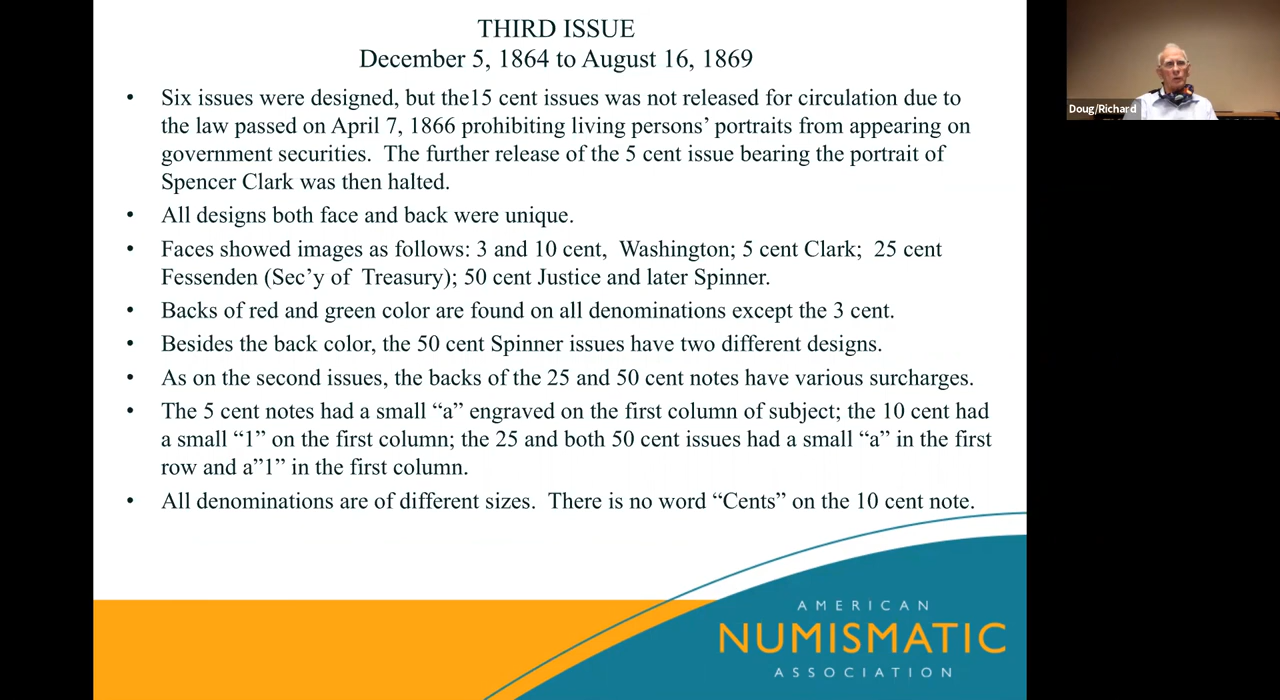 THIRD ISSUE
December 5, 1864 to August 16, 1869
• Six issues were designed, but the15 cent issues was not released for circulation due to
the law passed on April 7, 1866 prohibiting living persons’ portraits from appearing on
government securities.  The further release of the 5 cent issue bearing the portrait of
Spencer Clark was then halted.
• All designs both face and back were unique.
• Faces showed images as follows: 3 and 10 cent,  Washington; 5 cent Clark;  25 cent
Fessenden (Sec’y of  Treasury); 50 cent Justice and later Spinner.
• Backs of red and green color are found on all denominations except the 3 cent.
• Besides the back color, the 50 cent Spinner issues have two different designs.
• As on the second issues, the backs of the 25 and 50 cent notes have various surcharges.
• The 5 cent notes had a small “a” engraved on the first column of subject; the 10 cent had
a small “1” on the first column; the 25 and both 50 cent issues had a small “a” in the first
row and a”1” in the first column.
• All denominations are of different sizes.  There is no word “Cents” on the 10 cent note.
AMERICAN
NUMISMATIC
ASSOCIATION
Doug/Richard